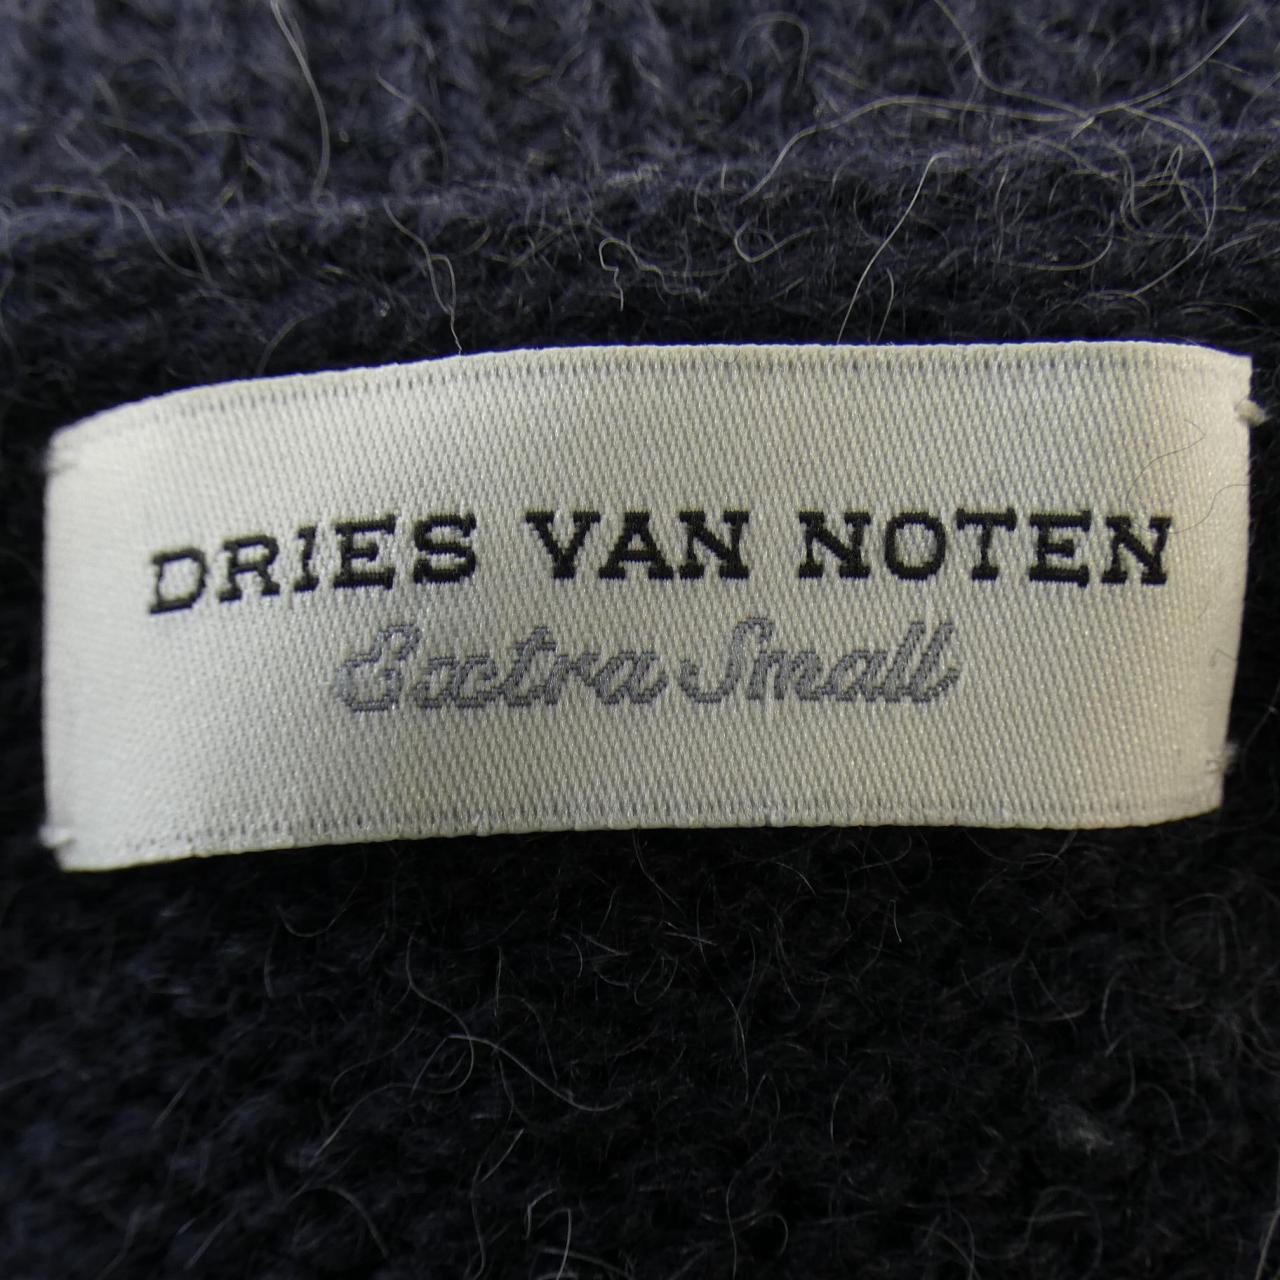 DRIES VAN NOTEN
Extra Small